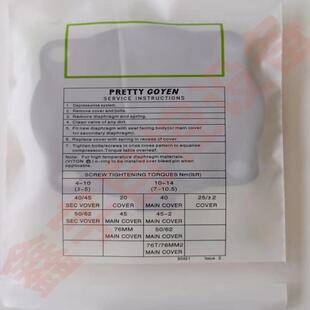 PRETTY GOYEN
SERVICE INSTRUCTIONS
1. Depressurise system.
2. Remove cover and bolts.
3. Remove diaphragm and spring.
4. Clean valve of any dirt.
5. Fit new diaphragm with seat facing body(or main cover
for secondary diaphragm).
6. Replace cover with spring in recess of cover.
7. Tighten bolts/screws in criss cross pattern to equalise
compression. Torque table overleaf.
Note: For high temperature diaphragm materials.
(VITON) o-ring to be installed over bleed pin when
applicable.
SCREW TIGHTENING TORQUES Nm(SR)
4-10 10-14
(3-5) (7-10.5)
40/45 20 40 25/±2
SEC VOVER COVER MAIN COVER COVER
50/62 45 45-2
SEC VOVER MAIN COVER MAIN COVER
76MM 50/62
MAIN COVER MAIN COVER
76T/76MM2
MAIN COVER
Issue